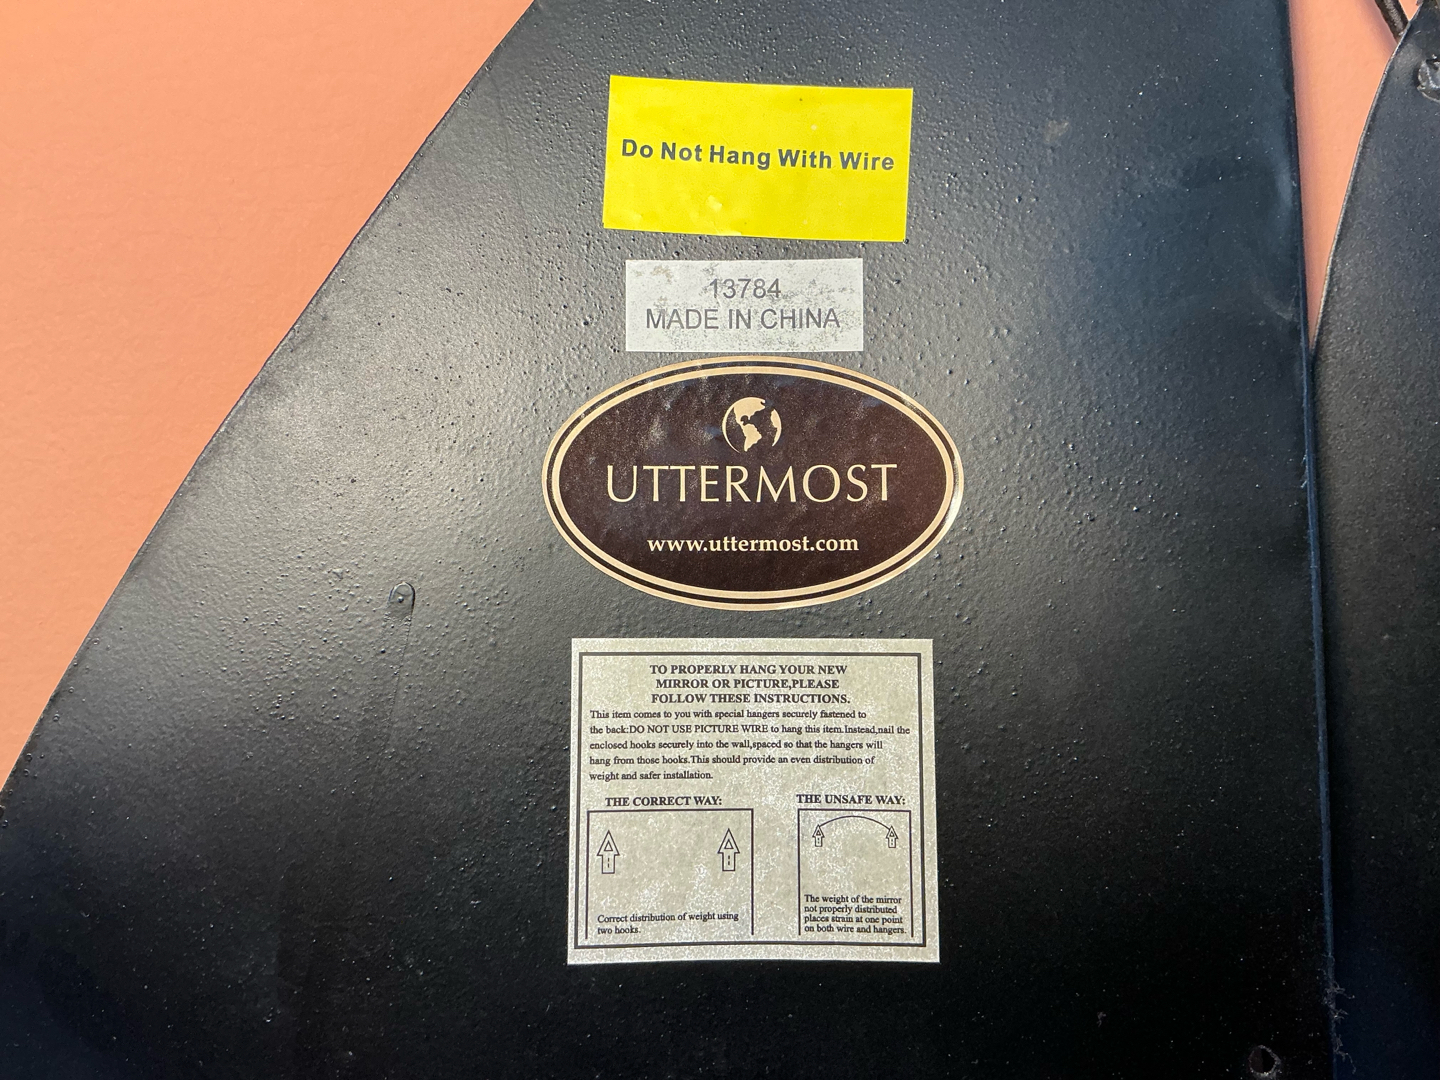 Do Not Hang With Wire
13784
MADE IN CHINA
UTTERMOST
www.uttermost.com
TO PROPERLY HANG YOUR NEW
MIRROR OR PICTURE,PLEASE
FOLLOW THESE INSTRUCTIONS.
This item comes to you with special hangers securely fastened to
the back:DO NOT USE PICTURE WIRE to hang this item.Instead,nail the
enclosed hooks securely into the wall,spaced so that the hangers will
hang from those hooks.This should provide an even distribution of
weight and safer installation.
THE CORRECT WAY:
Correct distribution of weight using
two hooks.
THE UNSAFE WAY:
The weight of the mirror
not properly distributed
places strain at one point
on both wire and hangers.